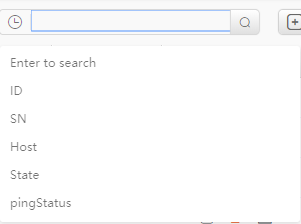 Enter to search
ID
SN
Host
State
pingStatus